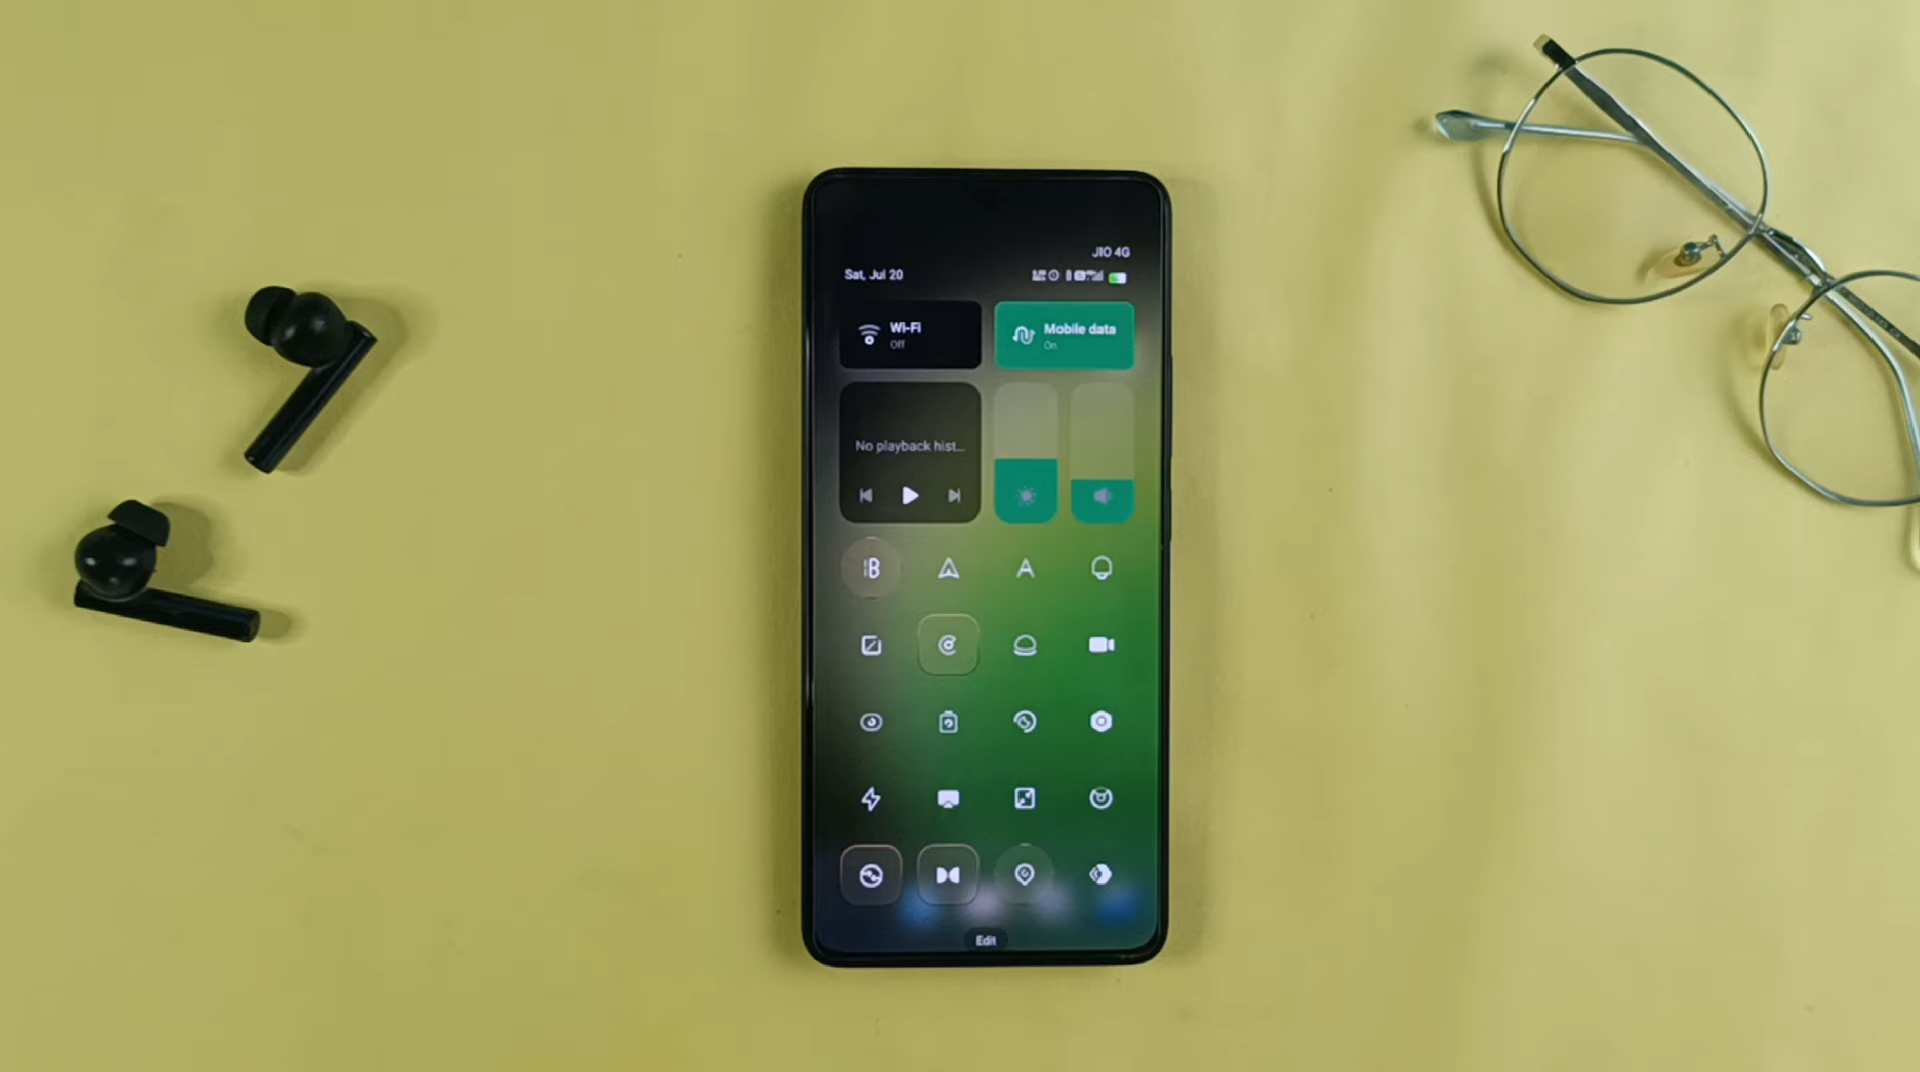 JIO 4G
Sat, Jul 20
Wi-Fi
Off
Mobile data
On
No playback hist...
Edit